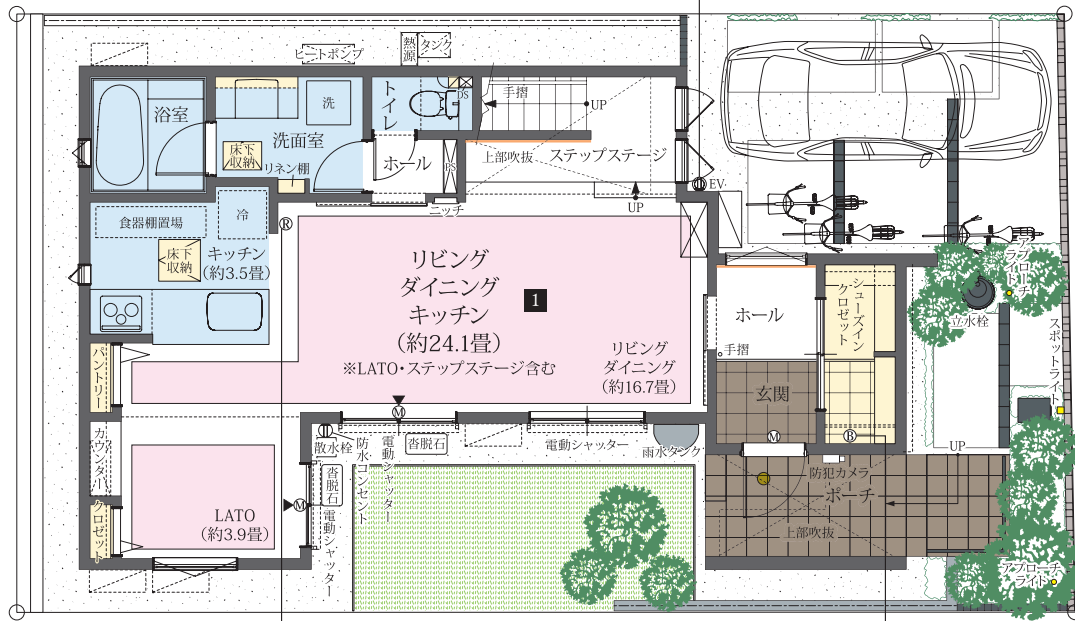 ヒートポンプ
熱源
タンク
浴室
洗
洗面室
床下
収納
リネン棚
トイレ
DS
ホール
PS
ニッチ
手摺
UP
上部吹抜
ステップステージ
UP
EV
食器棚置場
冷
床下
収納
キッチン
(約3.5畳)
R
リビング
ダイニング
キッチン
(約24.1畳)
※LATO・ステップステージ含む
1
リビング
ダイニング
(約16.7畳)
ホール
手摺
シューズイン
クロゼット
玄関
M
B
アプローチ
ライト
立水栓
スポットライト
パントリー
カウンター
クロゼット
LATO
(約3.9畳)
M
M
散水栓
防水コンセント
電動シャッター
沓脱石
沓脱石
電動シャッター
電動シャッター
雨水タンク
防犯カメラ
ポーチ
上部吹抜
UP
アプローチ
ライト